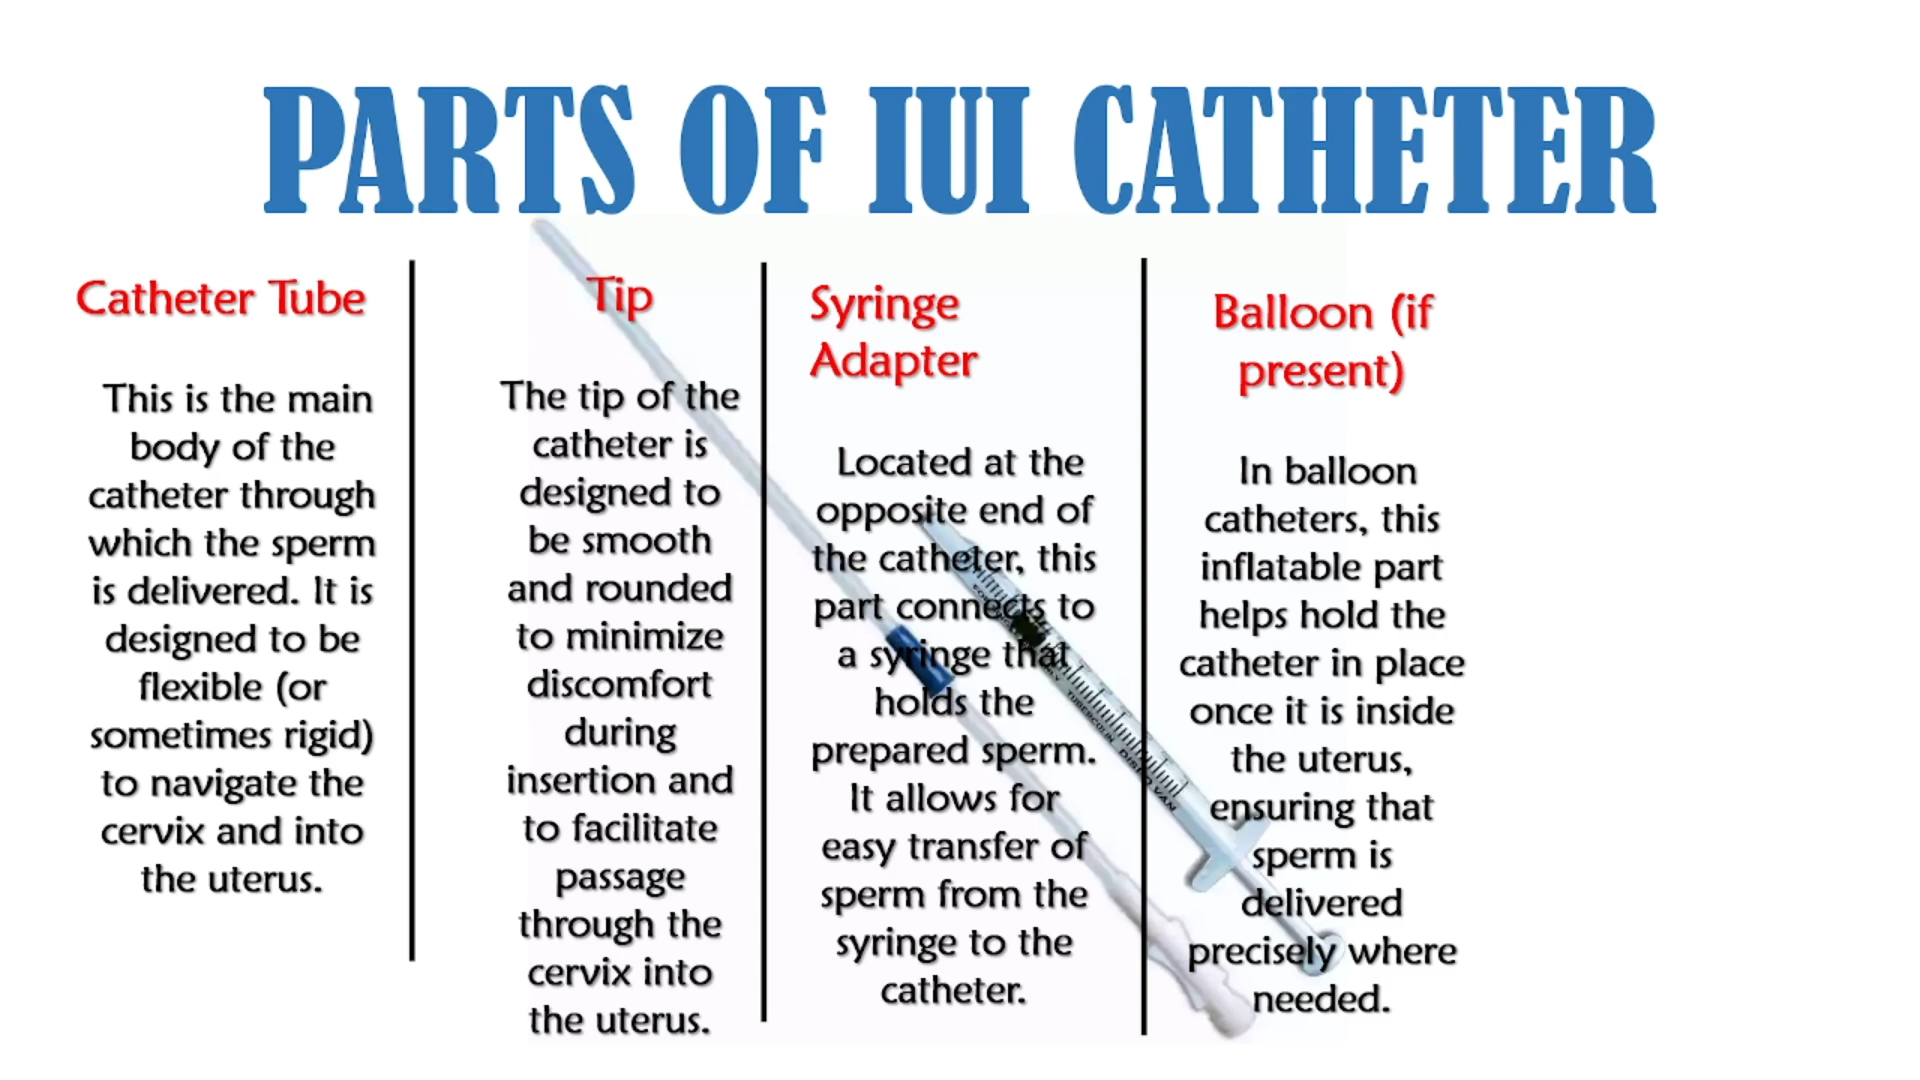 PARTS OF IUI CATHETER
Catheter Tube
This is the main
body of the
catheter through
which the sperm
is delivered. It is
designed to be
flexible (or
sometimes rigid)
to navigate the
cervix and into
the uterus.
Tip
The tip of the
catheter is
designed to
be smooth
and rounded
to minimize
discomfort
during
insertion and
to facilitate
passage
through the
cervix into
the uterus.
Syringe
Adapter
Located at the
opposite end of
the catheter, this
part connects to
a syringe that
holds the
prepared sperm.
It allows for
easy transfer of
sperm from the
syringe to the
catheter.
Balloon (if
present)
In balloon
catheters, this
inflatable part
helps hold the
catheter in place
once it is inside
the uterus,
ensuring that
sperm is
delivered
precisely where
needed.
TUBERCULIN